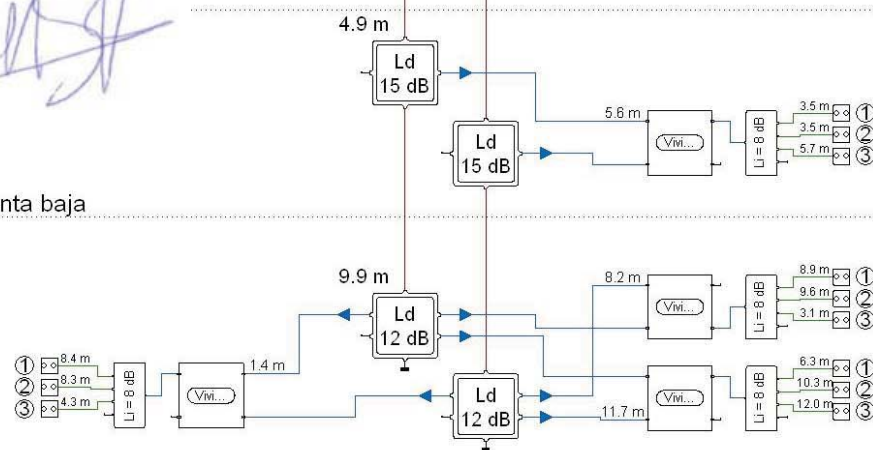 4.9 m
Ld
15 dB
5.6 m
Vivi...
Li = 8 dB
3.5 m
1
3.5 m
2
5.7 m
3
Ld
15 dB
nta baja
9.9 m
Ld
12 dB
8.2 m
Vivi...
Li = 8 dB
8.9 m
1
9.6 m
2
3.1 m
3
1
8.4 m
2
8.3 m
3
4.3 m
Li = 8 dB
Vivi...
1.4 m
Ld
12 dB
11.7 m
Vivi...
Li = 8 dB
6.3 m
1
10.3 m
2
12.0 m
3